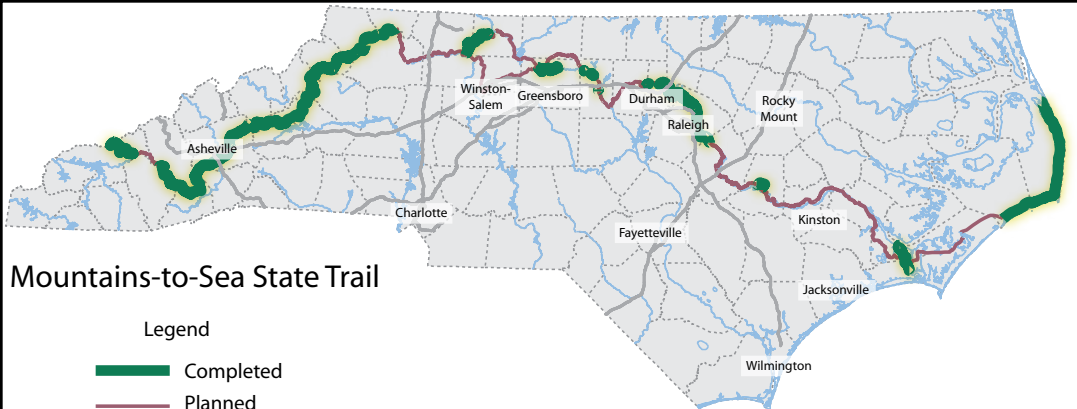 Winston-
Salem
Greensboro
Durham
Rocky
Mount
Raleigh
Asheville
Charlotte
Kinston
Fayetteville
Mountains-to-Sea State Trail
Jacksonville
Legend
Wilmington
Completed
Planned